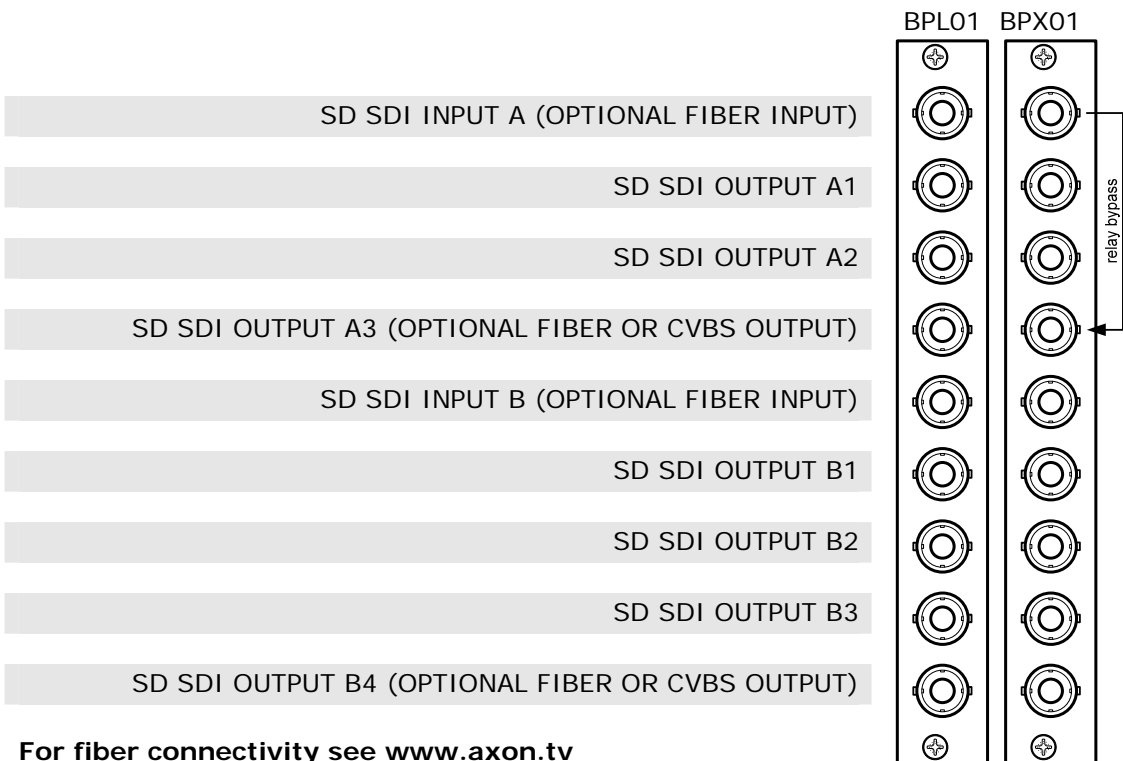 BPL01 BPX01
SD SDI INPUT A (OPTIONAL FIBER INPUT)
SD SDI OUTPUT A1
SD SDI OUTPUT A2
SD SDI OUTPUT A3 (OPTIONAL FIBER OR CVBS OUTPUT)
SD SDI INPUT B (OPTIONAL FIBER INPUT)
SD SDI OUTPUT B1
SD SDI OUTPUT B2
SD SDI OUTPUT B3
SD SDI OUTPUT B4 (OPTIONAL FIBER OR CVBS OUTPUT)
relay bypass
For fiber connectivity see www.axon.tv